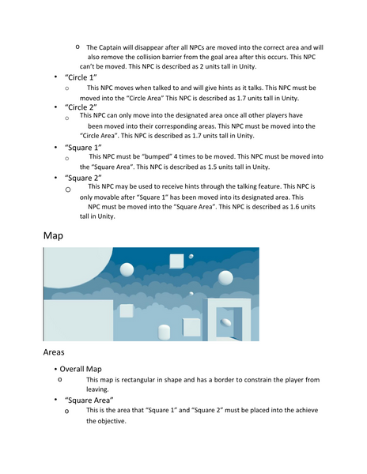 o The Captain will disappear after all NPCs are moved into the correct area and will
also remove the collision barrier from the goal area after this occurs. This NPC
can't be moved. This NPC is described as 2 units tall in Unity.
• "Circle 1"
o This NPC moves when talked to and will give hints as it talks. This NPC must be
moved into the "Circle Area" This NPC is described as 1.7 units tall in Unity.
• "Circle 2"
o This NPC can only move into the designated area once all other players have
been moved into their corresponding areas. This NPC must be moved into the
"Circle Area". This NPC is described as 1.7 units tall in Unity.
• "Square 1"
o This NPC must be "bumped" 4 times to be moved. This NPC must be moved into
the "Square Area". This NPC is described as 1.5 units tall in Unity.
• "Square 2"
o This NPC may be used to receive hints through the talking feature. This NPC is
only movable after "Square 1" has been moved into its designated area. This
NPC must be moved into the "Square Area". This NPC is described as 1.6 units
tall in Unity.
Map
Areas
• Overall Map
o This map is rectangular in shape and has a border to constrain the player from
leaving.
• "Square Area"
o This is the area that "Square 1" and "Square 2" must be placed into the achieve
the objective.